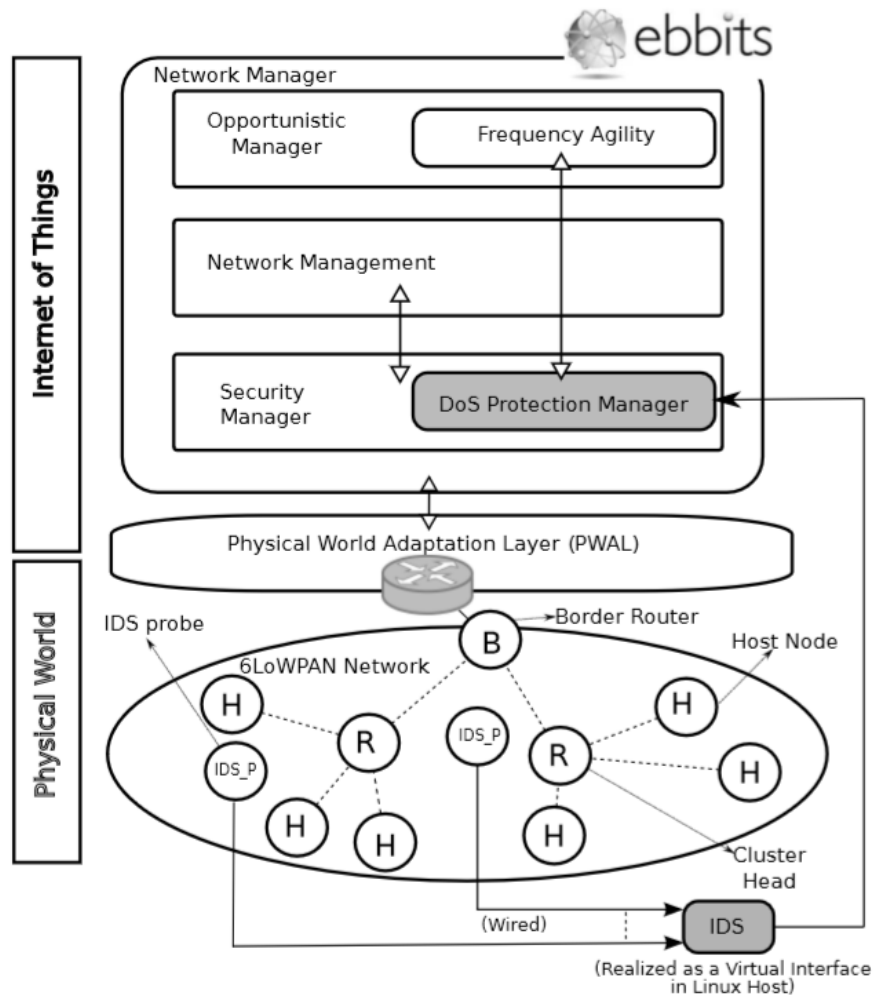 ebbits
Network Manager
Opportunistic
Manager
Frequency Agility
Network Management
Security
Manager
DoS Protection Manager
Internet of Things
Physical World Adaptation Layer (PWAL)
Physical World
IDS probe
B
Border Router
Host Node
6LoWPAN Network
H
R
IDS_P
H
IDS_P
R
H
H
H
H
Cluster
Head
(Wired)
IDS
(Realized as a Virtual Interface
in Linux Host)